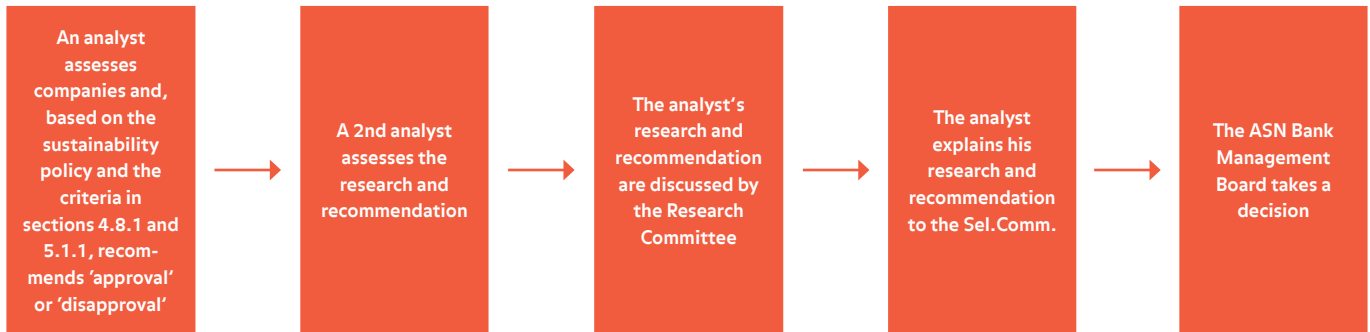 An analyst
assesses
companies and,
based on the
sustainability
policy and the
criteria in
sections 4.8.1 and
5.1.1, recom-
mends ‘approval‘
or ‘disapproval‘
A 2nd analyst
assesses the
research and
recommendation
The analyst‘s
research and
recommendation
are discussed by
the Research
Committee
The analyst
explains his
research and
recommendation
to the Sel.Comm.
The ASN Bank
Management
Board takes a
decision